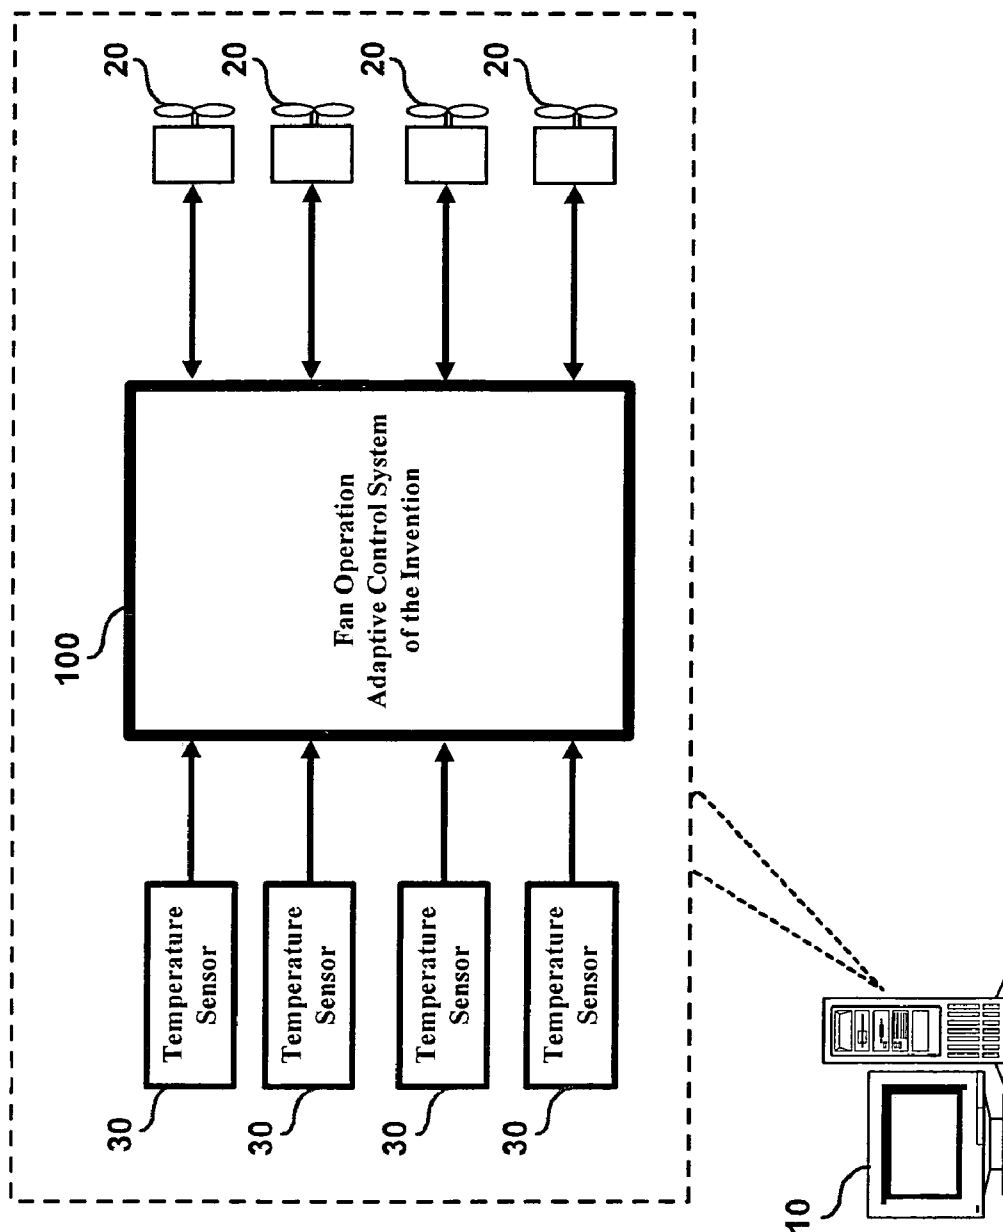 100
30
Temperature
Sensor
30
Temperature
Sensor
30
Temperature
Sensor
30
Temperature
Sensor
Fan Operation
Adaptive Control System
of the Invention
20
20
20
20
10